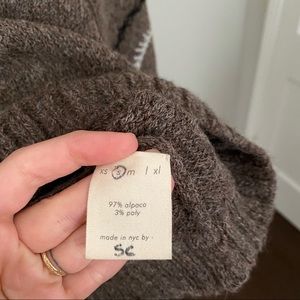 xs s m l xl
97% alpaca
3% poly
made in nyc by -
SC